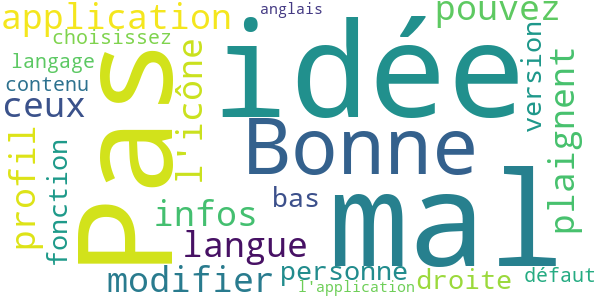 application
anglais
pouvez
choisissez
idée
langage
contenu
ceux
Pas
l'icône
version
plaignent
Bonne
profil
fonction
mal
bas
infos
langue
modifier
personne
droite
défaut
l'application